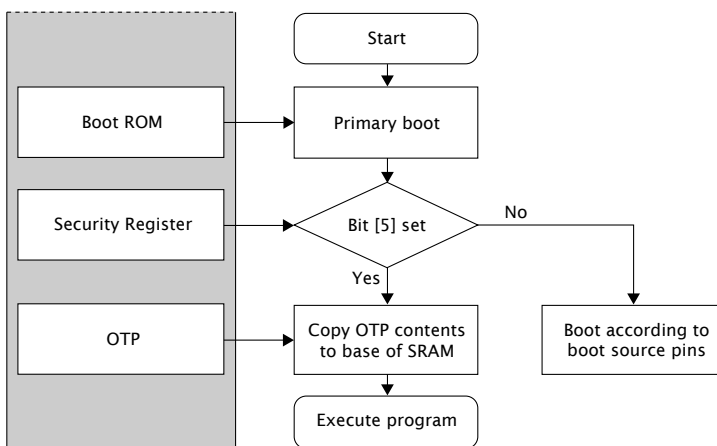 Start
Boot ROM
Primary boot
Security Register
Bit [5] set
No
Yes
OTP
Copy OTP contents
to base of SRAM
Boot according to
boot source pins
Execute program